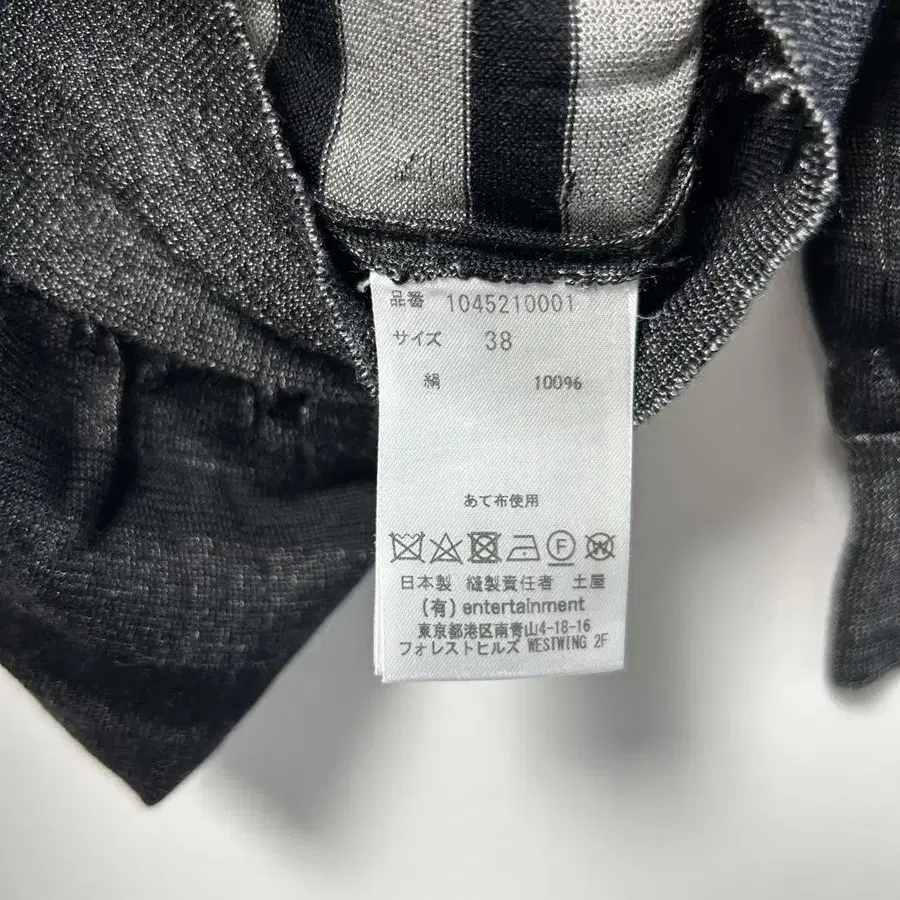 品番 1045210001
サイズ 38
絹 100%
あて布使用
F W
日本製 縫製責任者 土屋
(有) entertainment
東京都港区南青山4-18-16
フォレストヒルズ WESTWING 2F